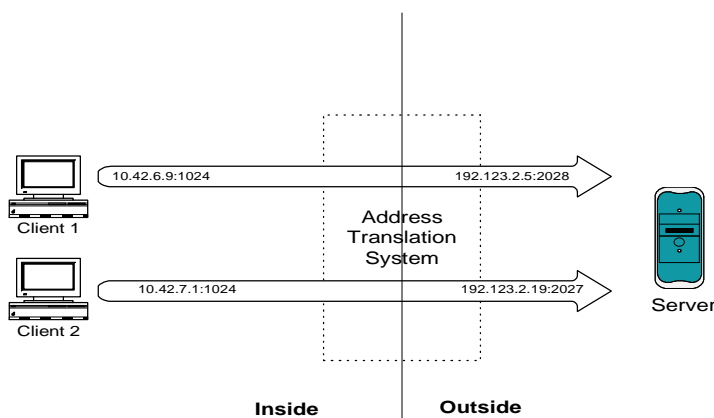 10.42.6.9:1024
192.123.2.5:2028
Client 1
Address
Translation
System
10.42.7.1:1024
192.123.2.19:2027
Server
Client 2
Inside
Outside